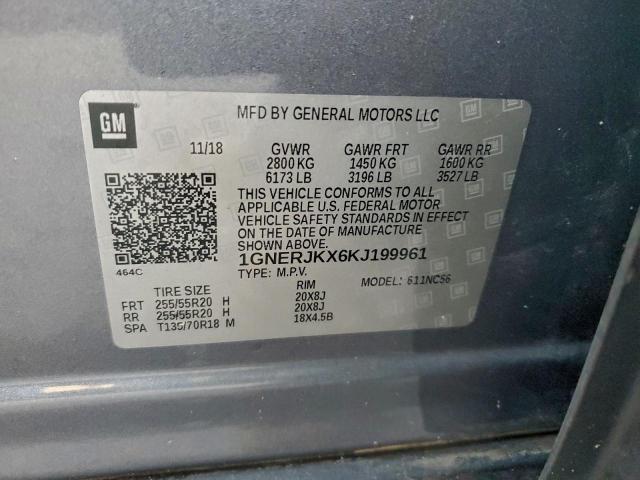 GM
MFD BY GENERAL MOTORS LLC
11/18 GVWR GAWR FRT GAWR RR
2800 KG 1450 KG 1600 KG
6173 LB 3196 LB 3527 LB
THIS VEHICLE CONFORMS TO ALL
APPLICABLE U.S. FEDERAL MOTOR
VEHICLE SAFETY STANDARDS IN EFFECT
ON THE DATE OF MANUFACTURE
SHOWN ABOVE.
1GNERJKX6KJ199961
464C
TYPE: M.P.V. MODEL: 611NC56
TIRE SIZE RIM
FRT 255/55R20 H 20X8J
RR 255/55R20 H 20X8J
SPA T135/70R18 M 18X4.5B